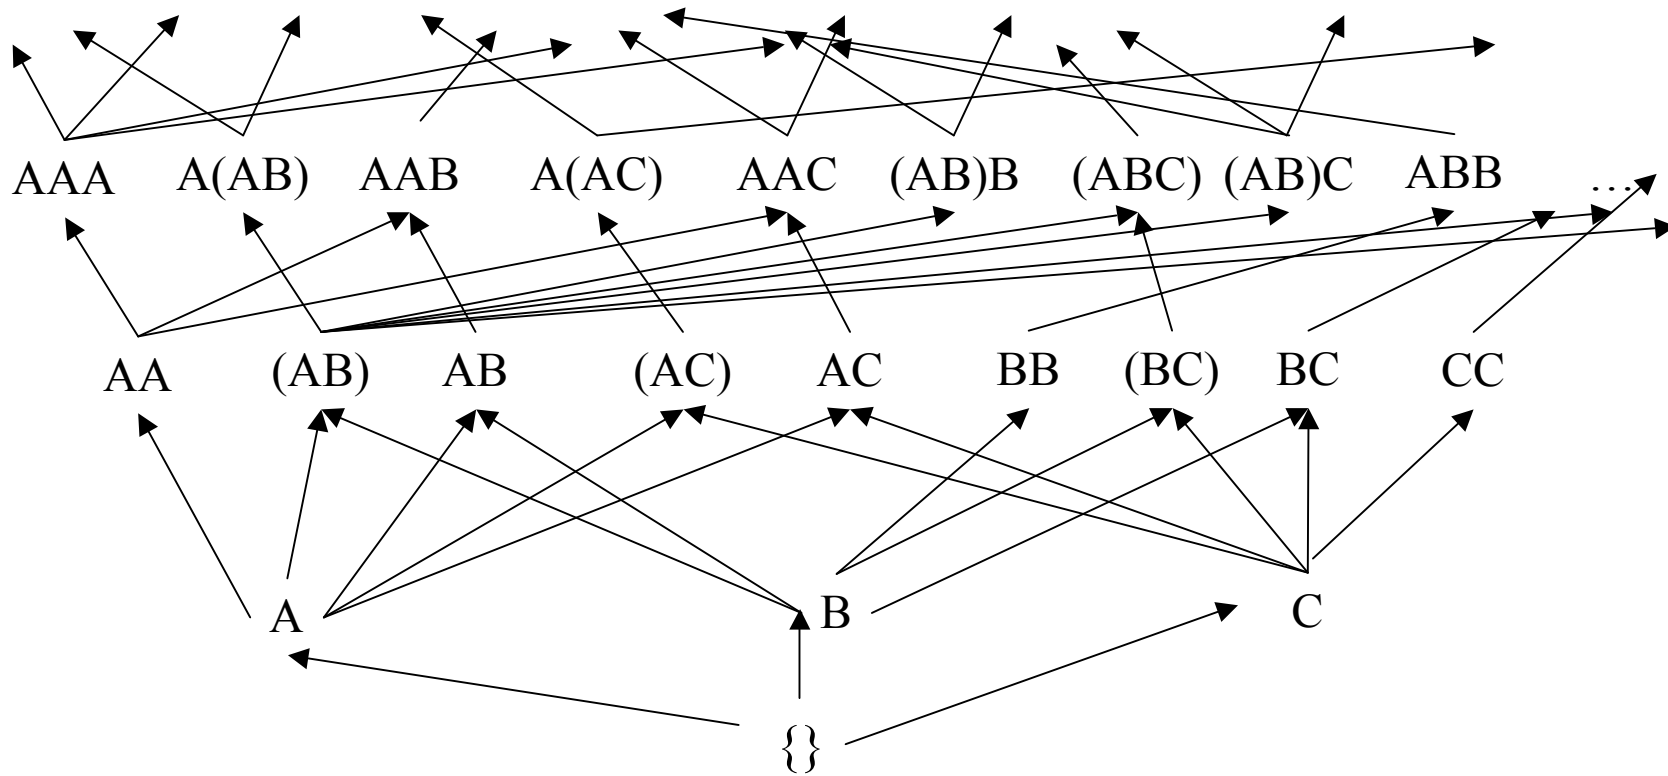 AAA A(AB) AAB A(AC) AAC (AB)B (ABC) (AB)C ABB ...
AA (AB) AB (AC) AC BB (BC) BC CC
A B C
{}